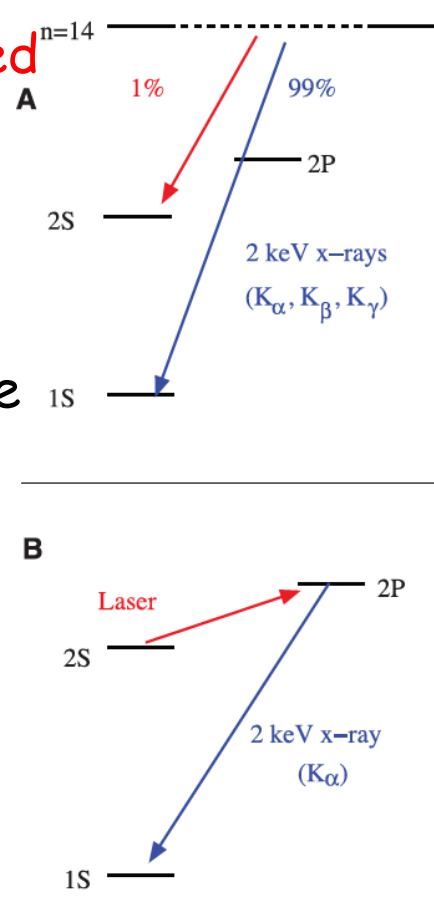 n=14
ed
A
1%
99%
2P
2S
2 keV x–rays
(Kα, Kβ, Kγ)
e
1S
B
2P
Laser
2S
2 keV x–ray
(Kα)
1S